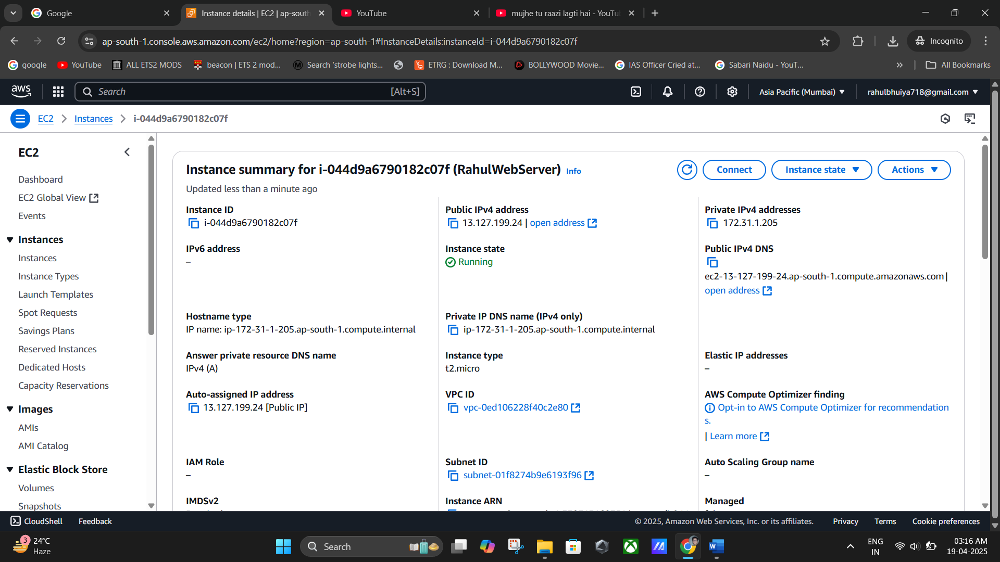 Google
Instance details | EC2 | ap-south
YouTube
mujhe tu raazi lagti hai - YouTu
ap-south-1.console.aws.amazon.com/ec2/home?region=ap-south-1#InstanceDetails:instanceId=i-044d9a6790182c07f
Incognito
google
YouTube
ALL ETS2 MODS
beacon | ETS 2 mod...
Search 'strobe lights...
ETRG : Download M...
BOLLYWOOD Movie...
IAS Officer Cried at...
Sabari Naidu - YouT...
All Bookmarks
aws
Search
[Alt+S]
Asia Pacific (Mumbai)
rahulbhuiya718@gmail.com
EC2
Instances
i-044d9a6790182c07f
EC2
Dashboard
EC2 Global View
Events
Instances
Instances
Instance Types
Launch Templates
Spot Requests
Savings Plans
Reserved Instances
Dedicated Hosts
Capacity Reservations
Images
AMIs
AMI Catalog
Elastic Block Store
Volumes
Snapshots
Instance summary for i-044d9a6790182c07f (RahulWebServer) Info
Updated less than a minute ago
Connect
Instance state
Actions
Instance ID
i-044d9a6790182c07f
Public IPv4 address
13.127.199.24 | open address
Private IPv4 addresses
172.31.1.205
IPv6 address
–
Instance state
Running
Public IPv4 DNS
ec2-13-127-199-24.ap-south-1.compute.amazonaws.com |
open address
Hostname type
IP name: ip-172-31-1-205.ap-south-1.compute.internal
Private IP DNS name (IPv4 only)
ip-172-31-1-205.ap-south-1.compute.internal
Answer private resource DNS name
IPv4 (A)
Instance type
t2.micro
Elastic IP addresses
–
Auto-assigned IP address
13.127.199.24 [Public IP]
VPC ID
vpc-0ed106228f40c2e80
AWS Compute Optimizer finding
Opt-in to AWS Compute Optimizer for recommendation
s.
| Learn more
IAM Role
–
Subnet ID
subnet-01f8274b9e6193f96
Auto Scaling Group name
–
IMDSv2
Instance ARN
Managed
CloudShell
Feedback
© 2025, Amazon Web Services, Inc. or its affiliates.
Privacy
Terms
Cookie preferences
3
24°C
Haze
Search
ENG
IN
03:16 AM
19-04-2025